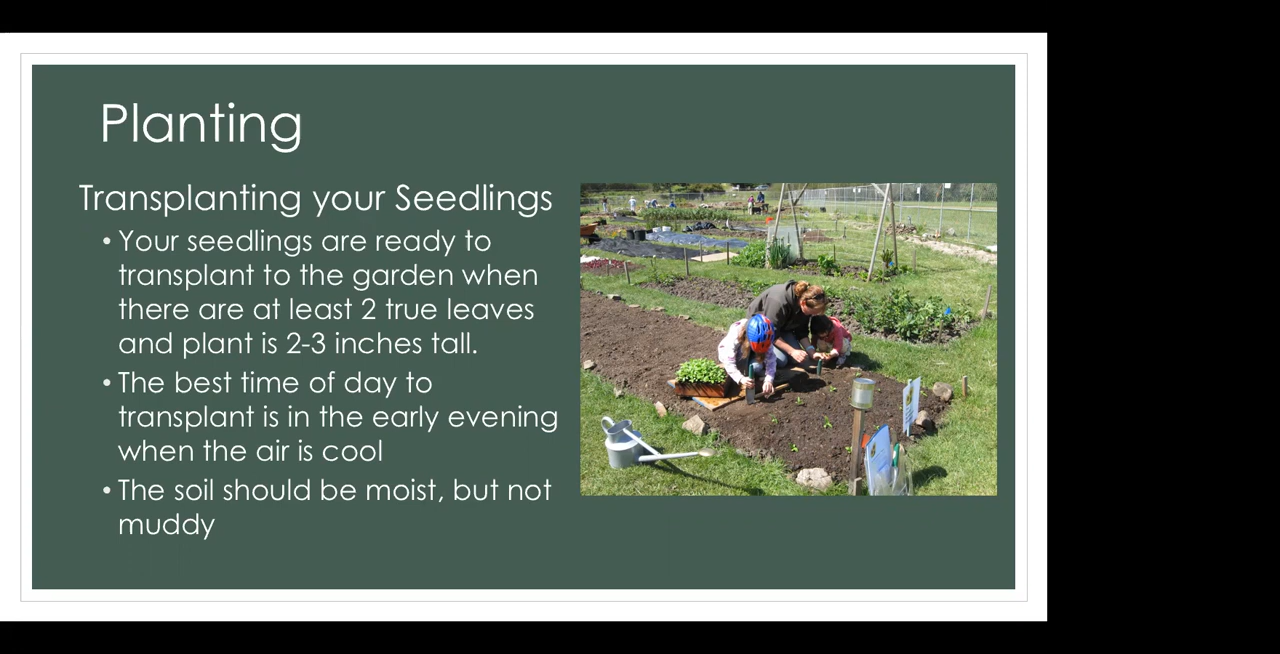 Planting
Transplanting your Seedlings
• Your seedlings are ready to
transplant to the garden when
there are at least 2 true leaves
and plant is 2-3 inches tall.
• The best time of day to
transplant is in the early evening
when the air is cool
• The soil should be moist, but not
muddy